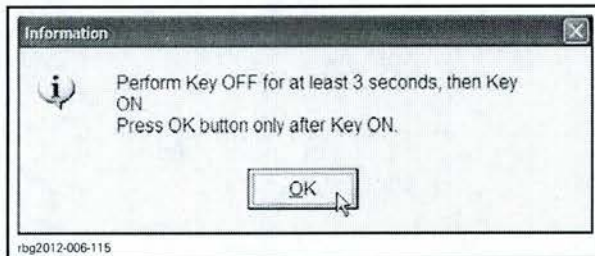 Information
Perform Key OFF for at least 3 seconds, then Key
ON
Press OK button only after Key ON.
OK
rbg2012-006-115